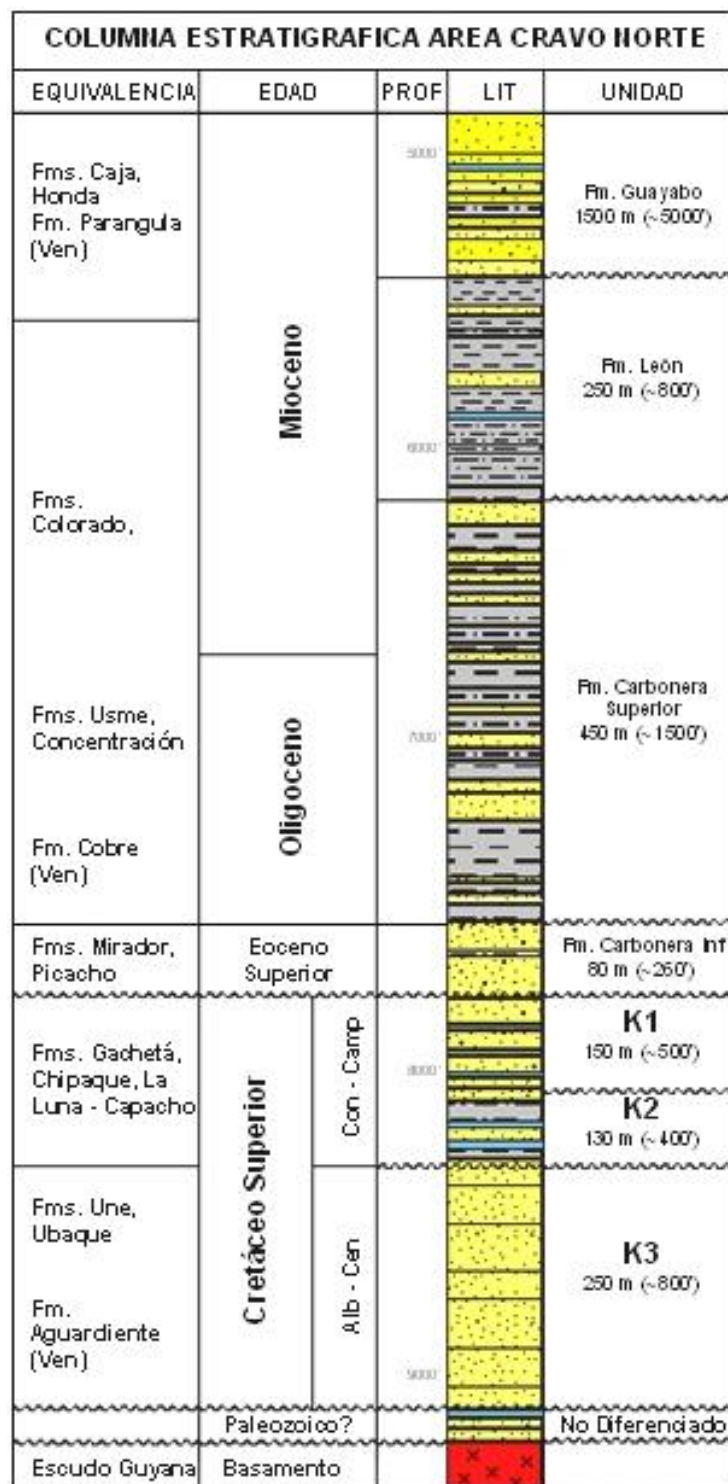 COLUMNA ESTRATIGRAFICA AREA CRAVO NORTE
EQUIVALENCIA
EDAD
PROF
LIT
UNIDAD
Fms. Caja,
Honda
Fm. Parangula
(Ven)
Fms.
Colorado,
Fms. Usme,
Concentración
Fm. Cobre
(Ven)
Fms. Mirador,
Picacho
Fms. Gachetá,
Chipaque, La
Luna - Capacho
Fms. Une,
Ubaque
Fm.
Aguardiente
(Ven)
Escudo Guyana
Mioceno
Oligoceno
Eoceno
Superior
Cretáceo Superior
Con - Camp
Alb - Cen
Paleozoico?
Basamento
5000'
6000'
7000'
8000'
9000'
Fm. Guayabo
1500 m (~5000')
Fm. León
250 m (~800')
Fm. Carbonera
Superior
450 m (~1500')
Fm. Carbonera Inf
80 m (~260')
K1
150 m (~500')
K2
130 m (~400')
K3
250 m (~800')
No Diferenciado